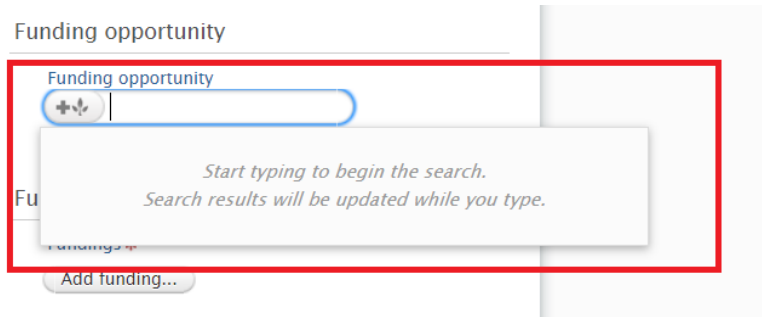 Funding opportunity
Funding opportunity
Start typing to begin the search.
Search results will be updated while you type.
Fu
Fundings *
Add funding...